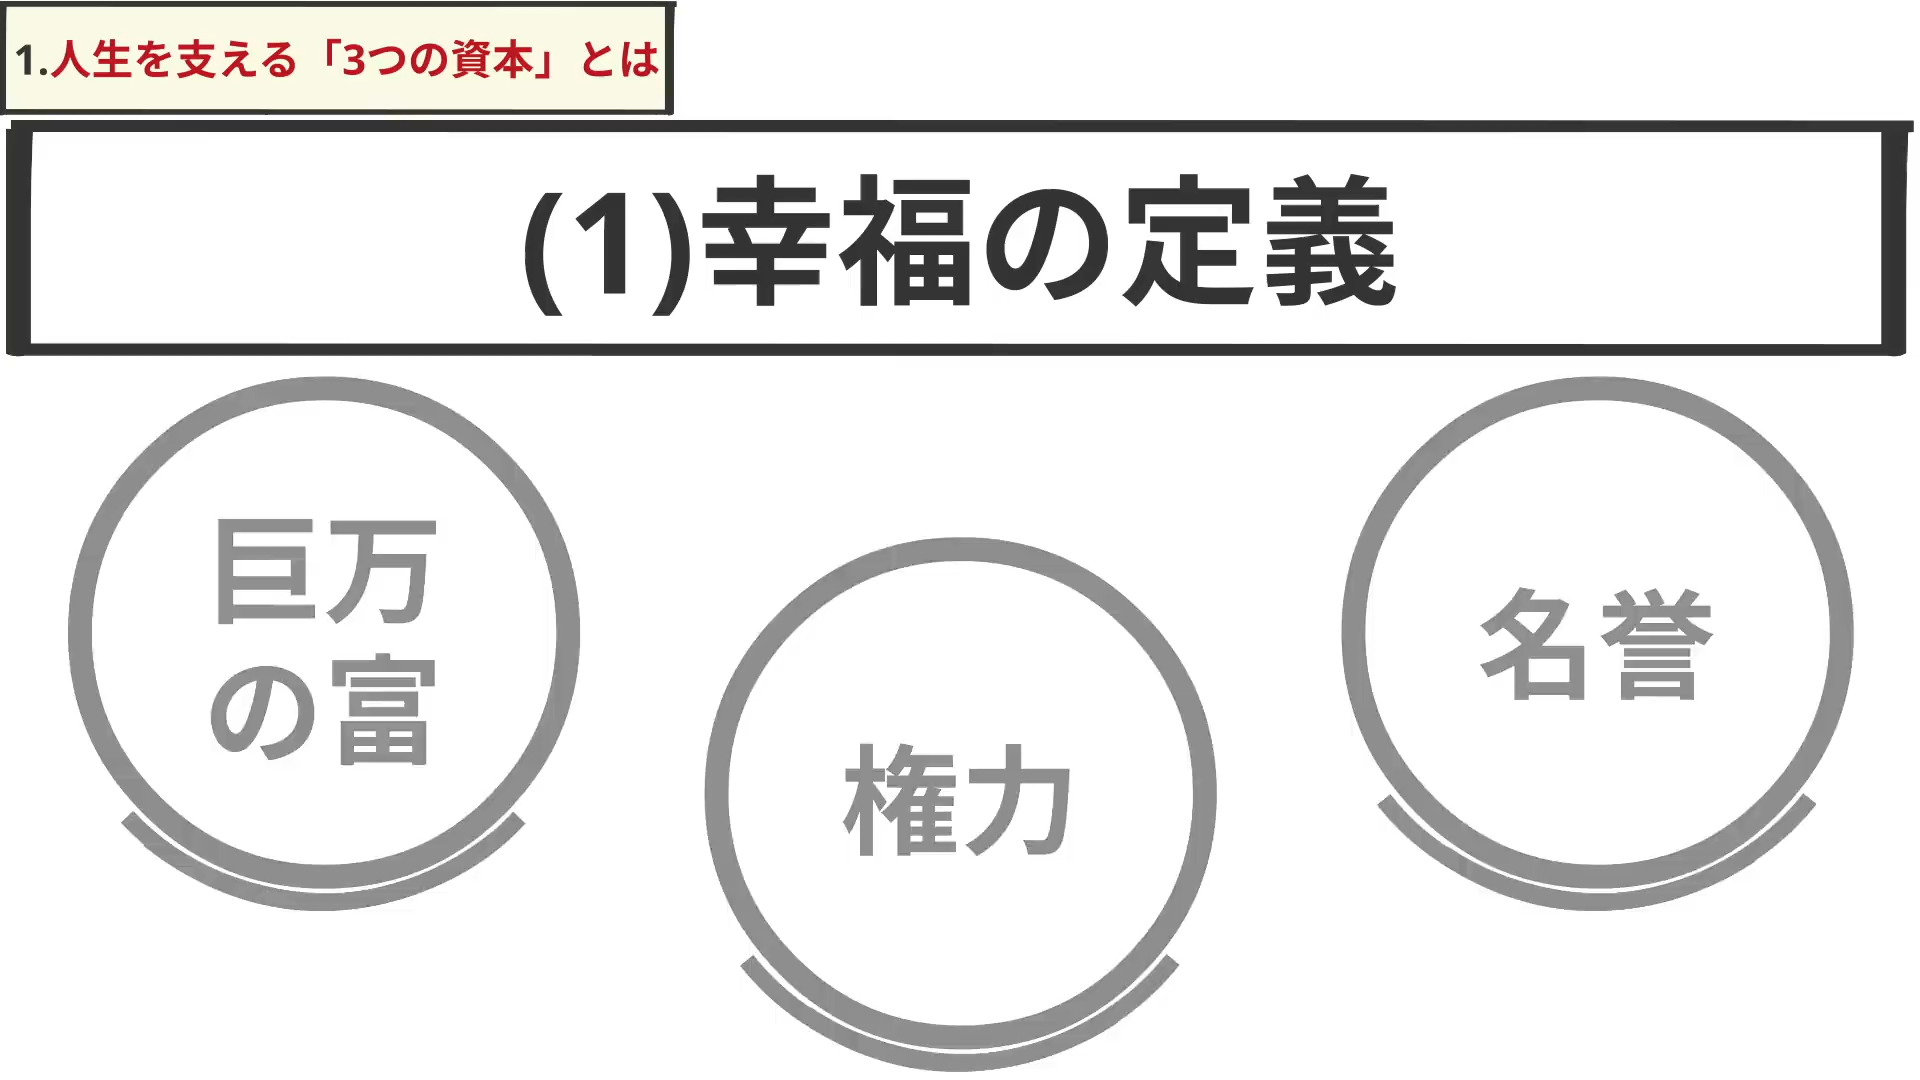 1.人生を支える「3つの資本」とは
(1)幸福の定義
巨万
の富
権力
名誉